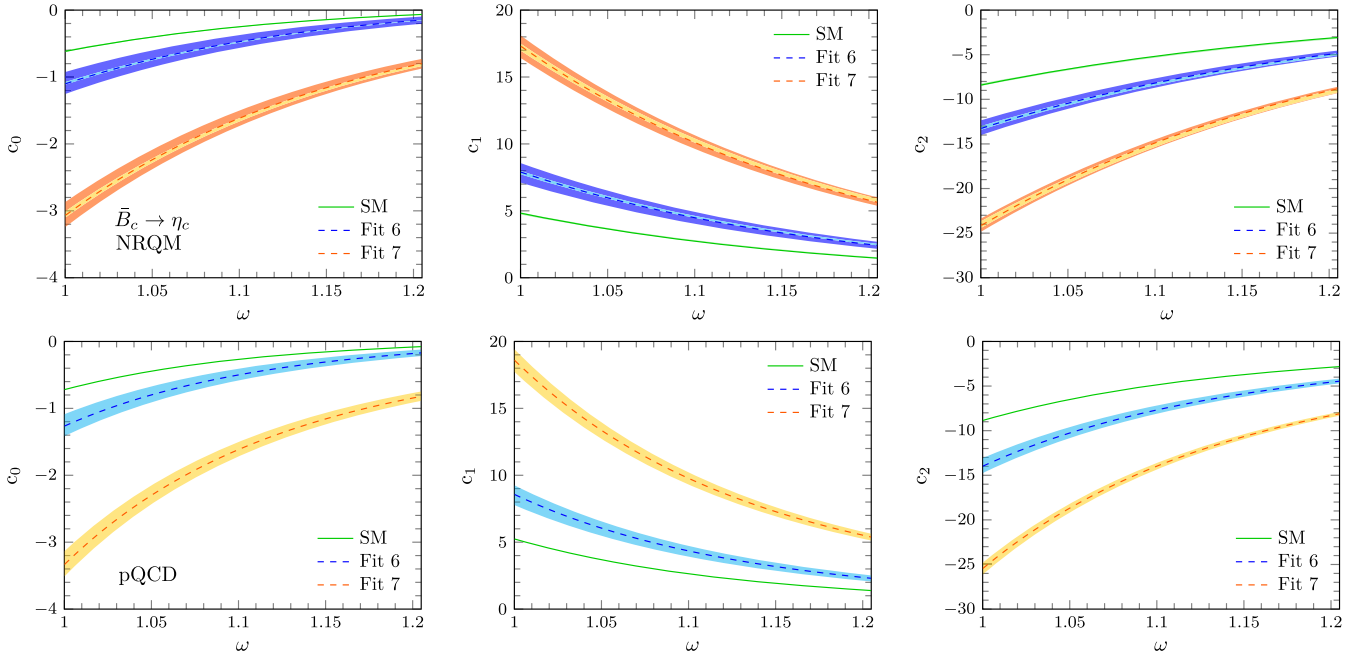 0
−1
−2
−3
−4
c₀
B̄c → ηc
NRQM
SM
Fit 6
Fit 7
1
1.05
1.1
1.15
1.2
ω
20
15
10
5
0
c₁
SM
Fit 6
Fit 7
1
1.05
1.1
1.15
1.2
ω
0
−5
−10
−15
−20
−25
−30
c₂
SM
Fit 6
Fit 7
1
1.05
1.1
1.15
1.2
ω
0
−1
−2
−3
−4
c₀
pQCD
SM
Fit 6
Fit 7
1
1.05
1.1
1.15
1.2
ω
20
15
10
5
0
c₁
SM
Fit 6
Fit 7
1
1.05
1.1
1.15
1.2
ω
0
−5
−10
−15
−20
−25
−30
c₂
SM
Fit 6
Fit 7
1
1.05
1.1
1.15
1.2
ω